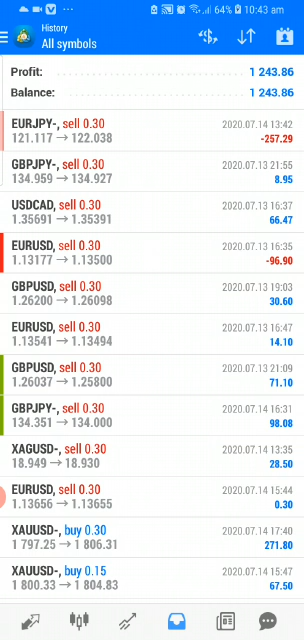 64% 10:43 am
History
All symbols
Profit: 1 243.86
Balance: 1 243.86
EURJPY-, sell 0.30 2020.07.14 13:42
121.117 → 122.038 -257.29
GBPJPY-, sell 0.30 2020.07.13 21:55
134.959 → 134.927 8.95
USDCAD, sell 0.30 2020.07.13 16:37
1.35691 → 1.35391 66.47
EURUSD, sell 0.30 2020.07.13 16:35
1.13177 → 1.13500 -96.90
GBPUSD, sell 0.30 2020.07.13 19:03
1.26200 → 1.26098 30.60
EURUSD, sell 0.30 2020.07.13 16:47
1.13541 → 1.13494 14.10
GBPUSD, sell 0.30 2020.07.13 21:09
1.26037 → 1.25800 71.10
GBPJPY-, sell 0.30 2020.07.14 16:31
134.351 → 134.000 98.08
XAGUSD-, sell 0.30 2020.07.14 13:35
18.949 → 18.930 28.50
EURUSD, sell 0.30 2020.07.14 15:44
1.13656 → 1.13655 0.30
XAUUSD-, buy 0.30 2020.07.14 17:40
1 797.25 → 1 806.31 271.80
XAUUSD-, buy 0.15 2020.07.14 15:47
1 800.33 → 1 804.83 67.50